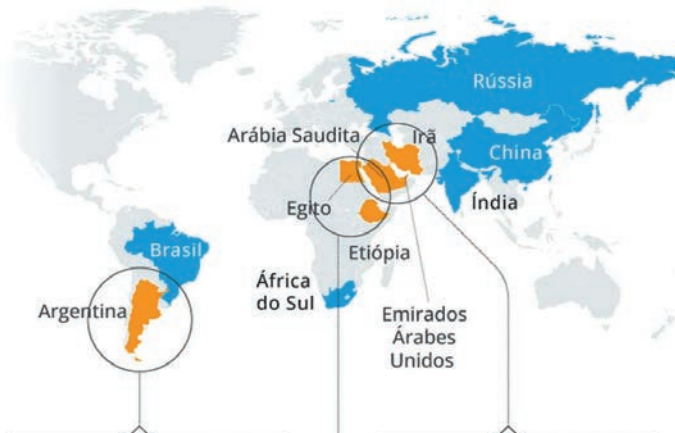 Rússia
Arábia Saudita
Irã
China
Egito
Índia
Brasil
Etiópia
África
do Sul
Argentina
Emirados
Árabes
Unidos